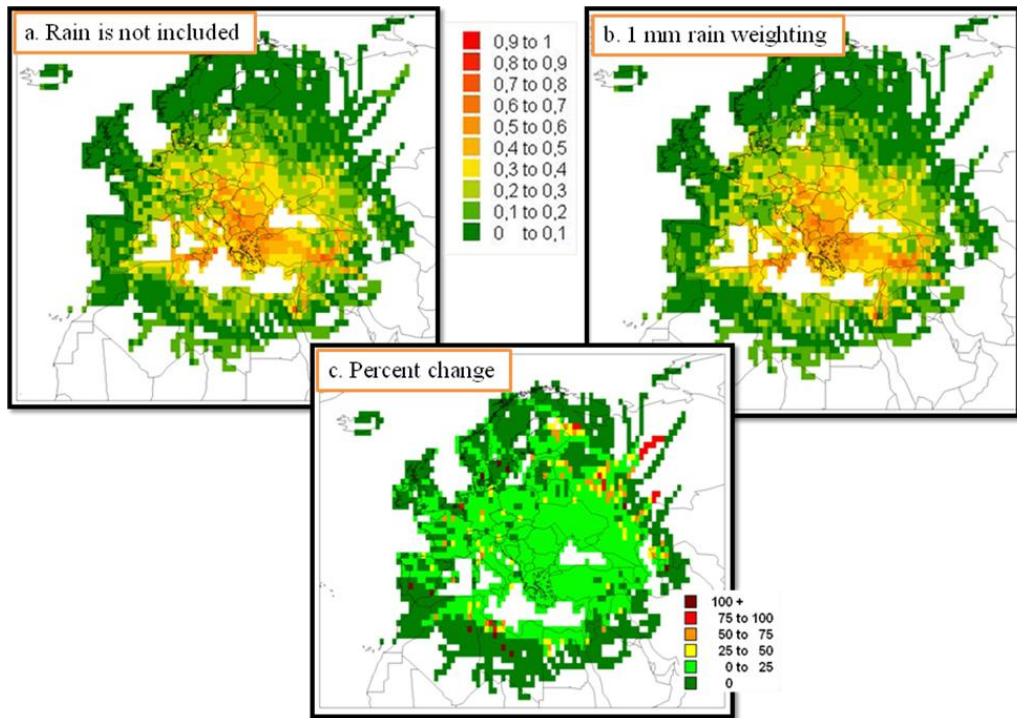 a. Rain is not included
0,9 to 1
0,8 to 0,9
0,7 to 0,8
0,6 to 0,7
0,5 to 0,6
0,4 to 0,5
0,3 to 0,4
0,2 to 0,3
0,1 to 0,2
0 to 0,1
b. 1 mm rain weighting
c. Percent change
100 +
75 to 100
50 to 75
25 to 50
0 to 25
0